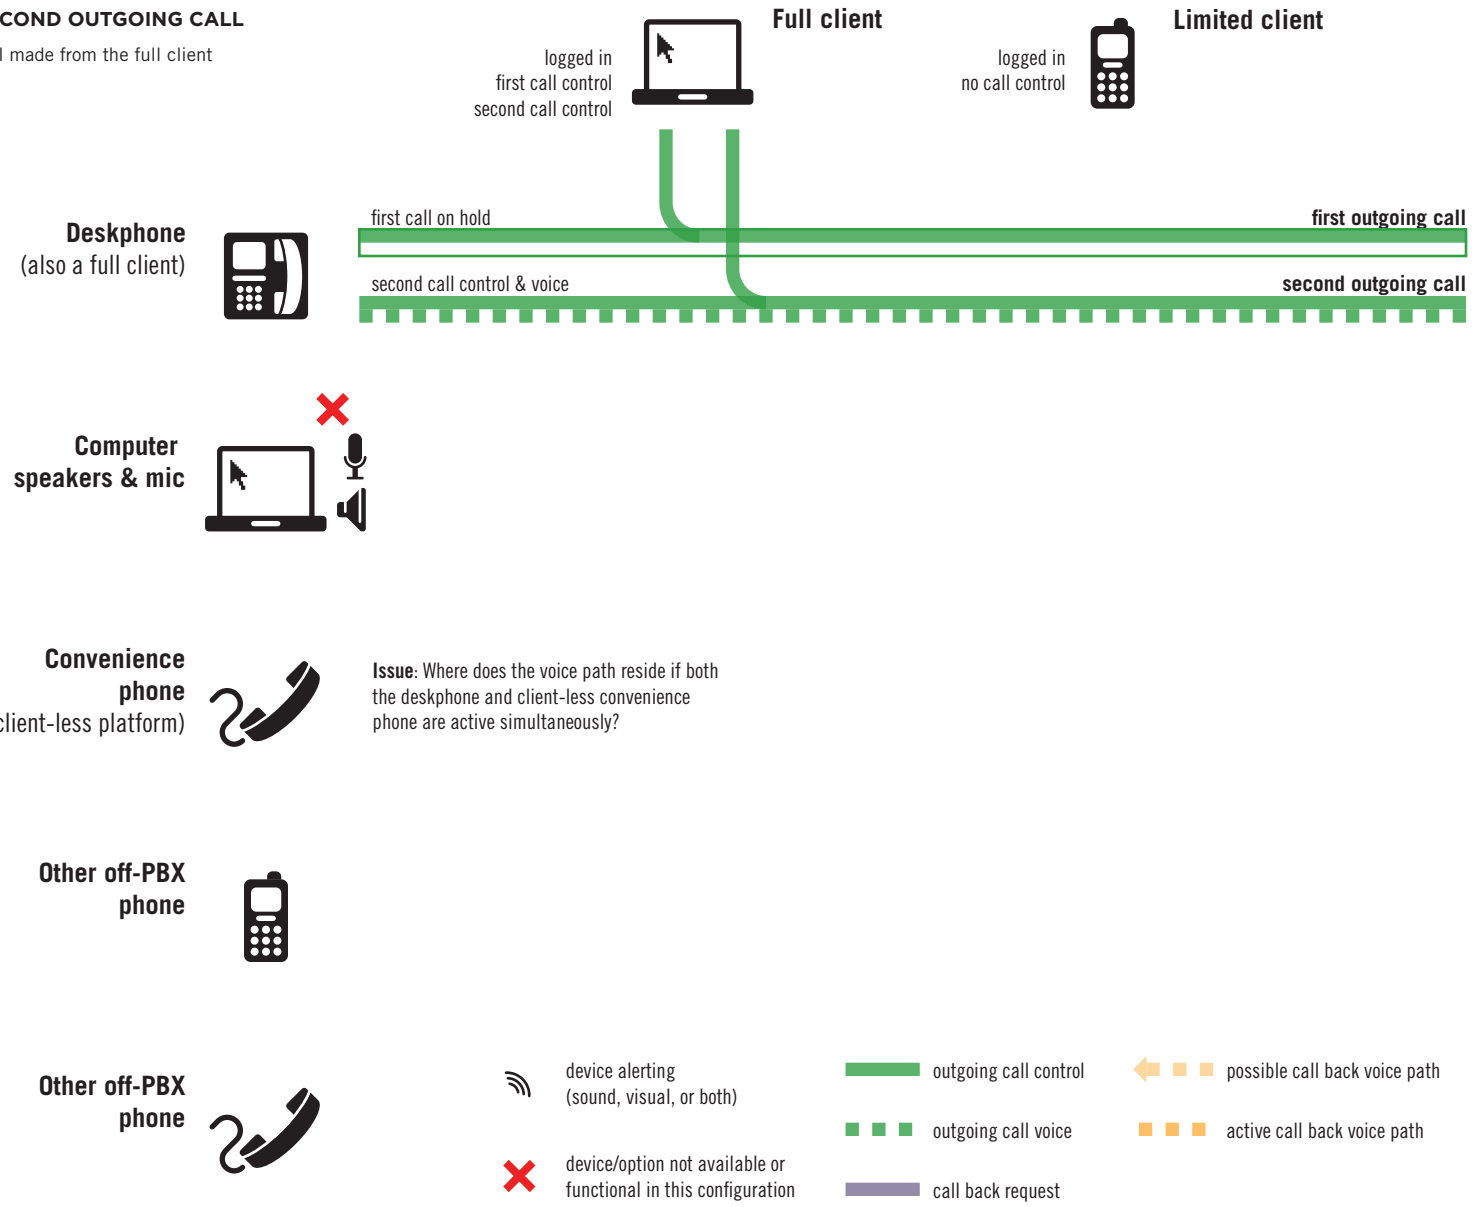 COND OUTGOING CALL
l made from the full client
Full client
logged in
first call control
second call control
Limited client
logged in
no call control
Deskphone
(also a full client)
first call on hold
first outgoing call
second call control & voice
second outgoing call
Computer
speakers & mic
Convenience
phone
client-less platform)
Issue: Where does the voice path reside if both
the deskphone and client-less convenience
phone are active simultaneously?
Other off-PBX
phone
Other off-PBX
phone
device alerting
(sound, visual, or both)
device/option not available or
functional in this configuration
outgoing call control
outgoing call voice
call back request
possible call back voice path
active call back voice path